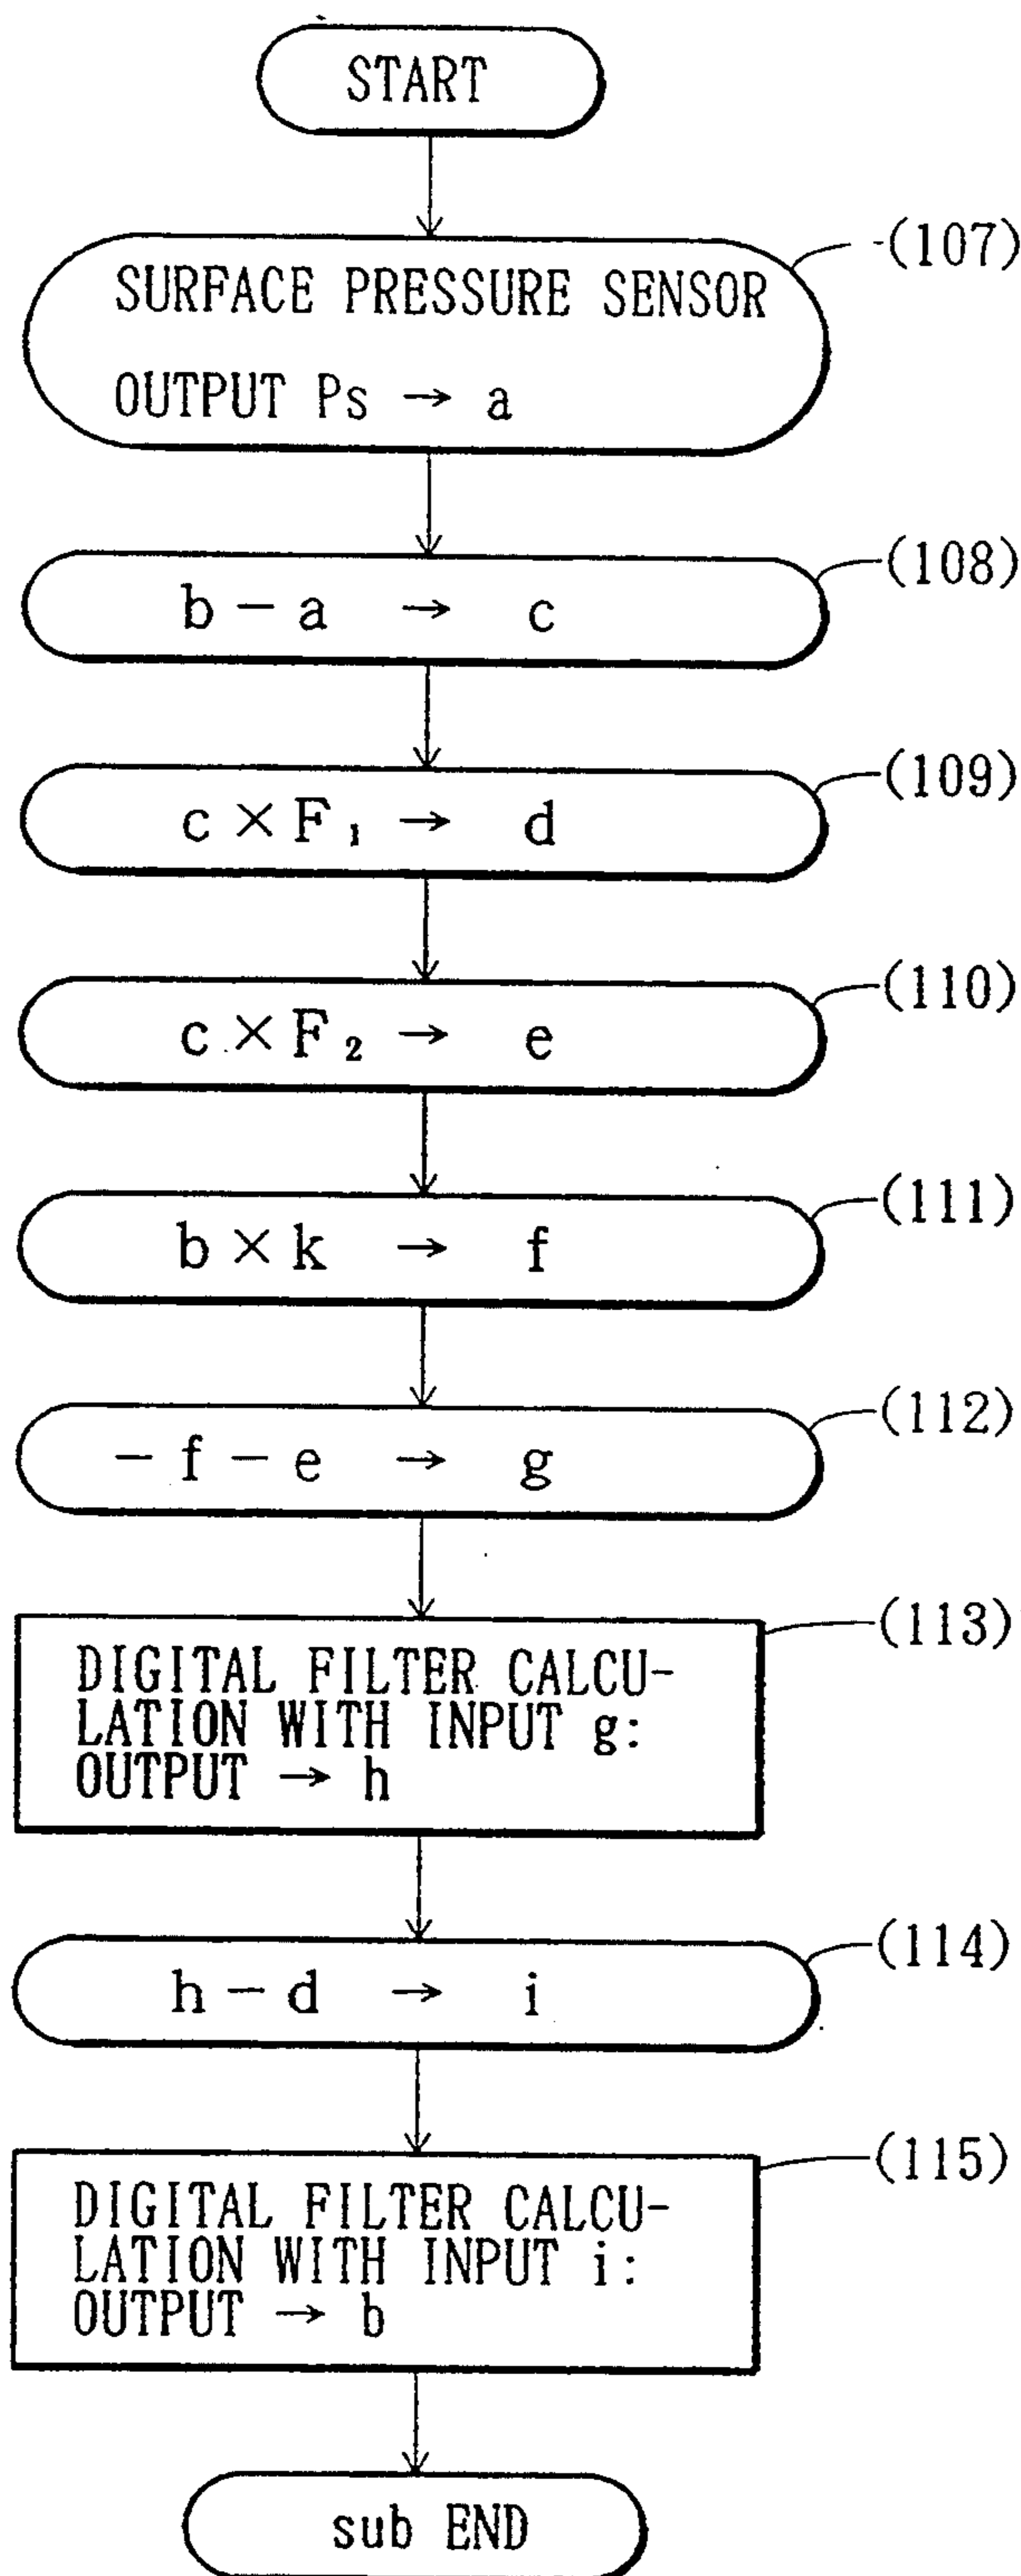 START
SURFACE PRESSURE SENSOR (107)
OUTPUT Ps → a
b - a → c (108)
c × F₁ → d (109)
c × F₂ → e (110)
b × k → f (111)
- f - e → g (112)
DIGITAL FILTER CALCU- (113)
LATION WITH INPUT g:
OUTPUT → h
h - d → i (114)
DIGITAL FILTER CALCU- (115)
LATION WITH INPUT i:
OUTPUT → b
sub END